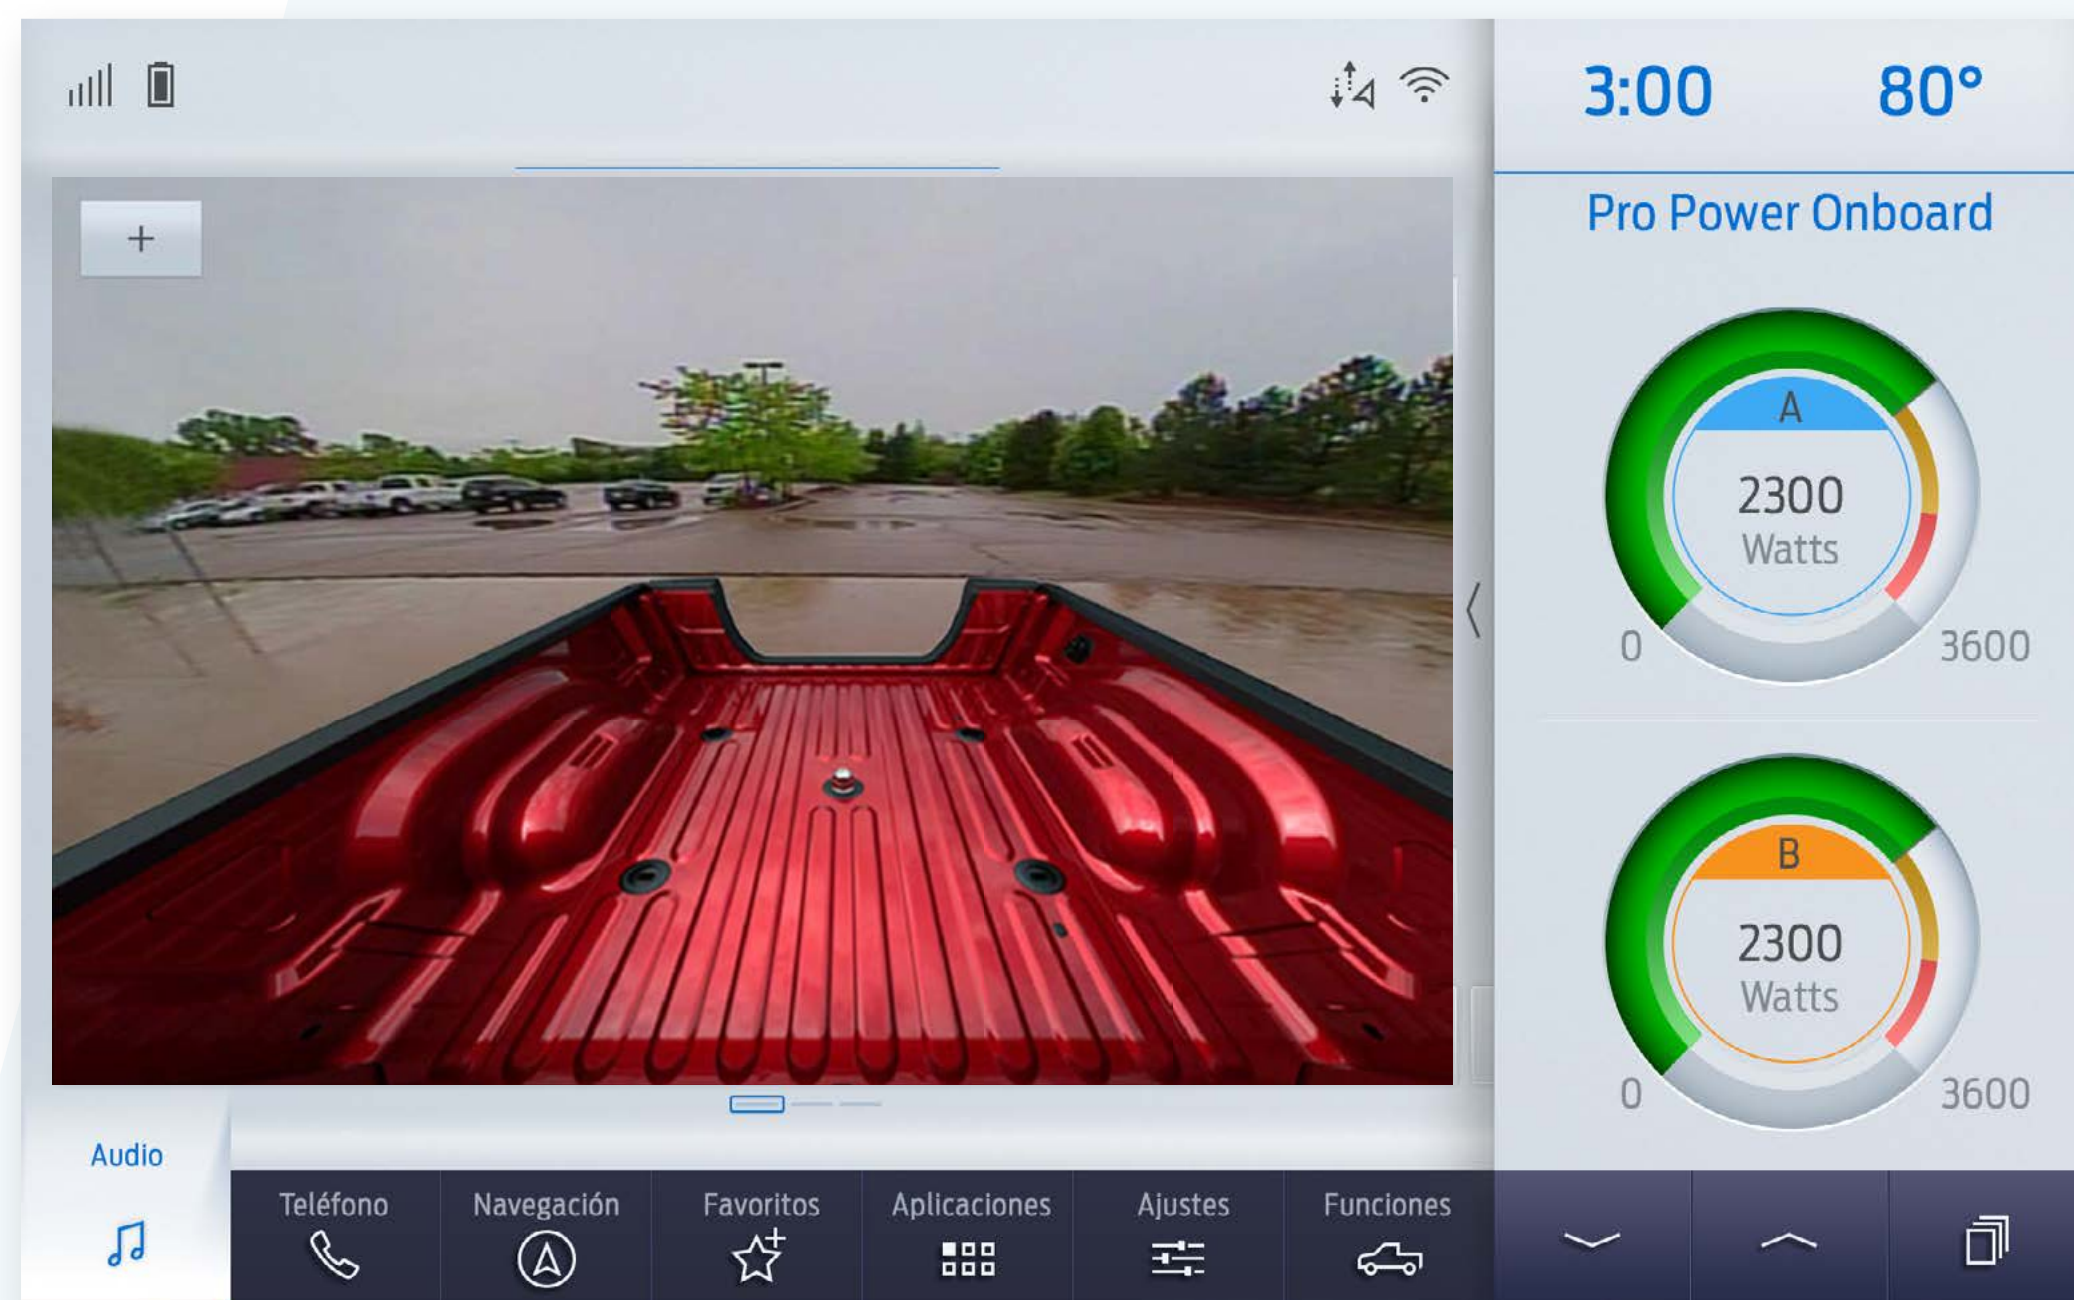 3:00 80°
Pro Power Onboard
A
2300
Watts
0 3600
B
2300
Watts
0 3600
Audio
Teléfono Navegación Favoritos Aplicaciones Ajustes Funciones